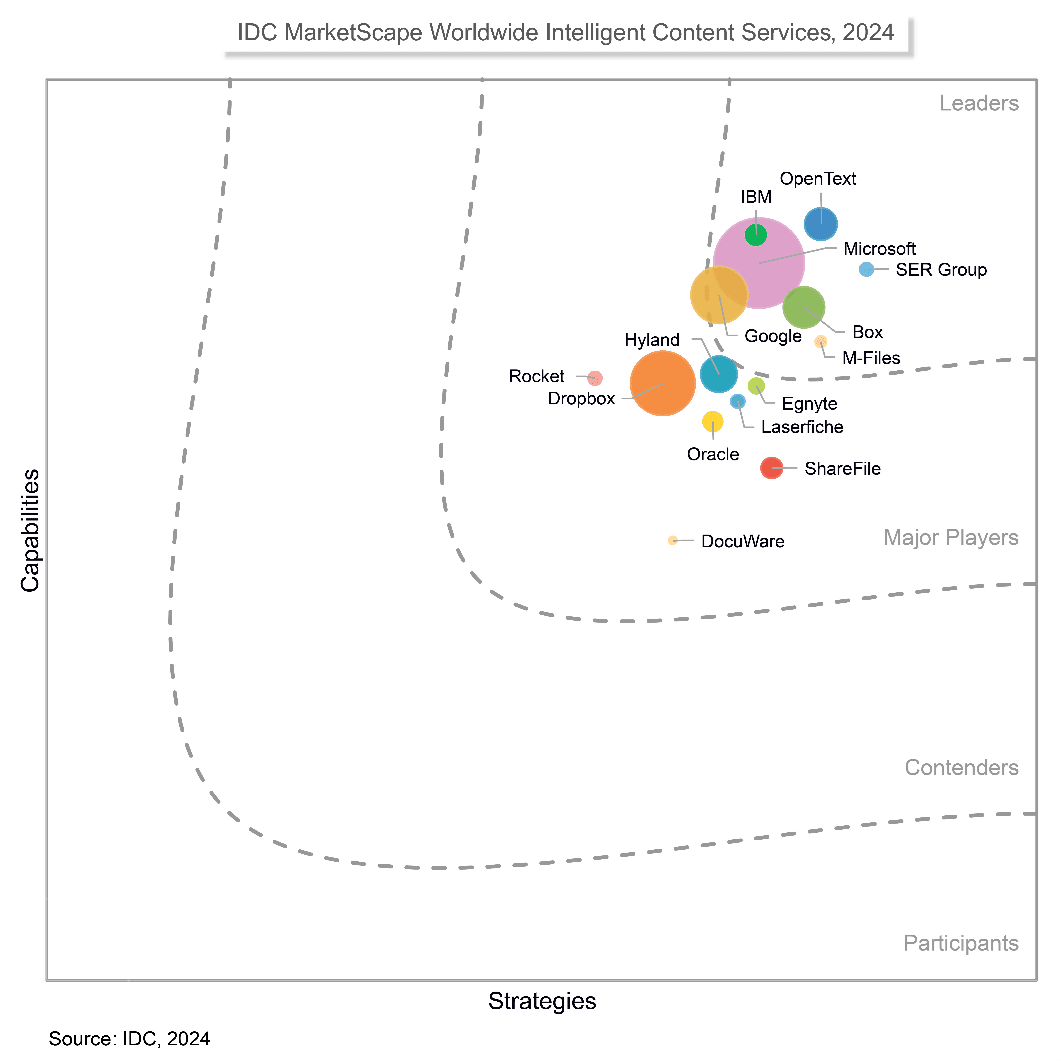 IDC MarketScape Worldwide Intelligent Content Services, 2024
Leaders
OpenText
IBM
Microsoft
SER Group
Box
Google
Hyland
M-Files
Rocket
Dropbox
Egnyte
Laserfiche
Oracle
ShareFile
Major Players
DocuWare
Capabilities
Contenders
Participants
Strategies
Source: IDC, 2024